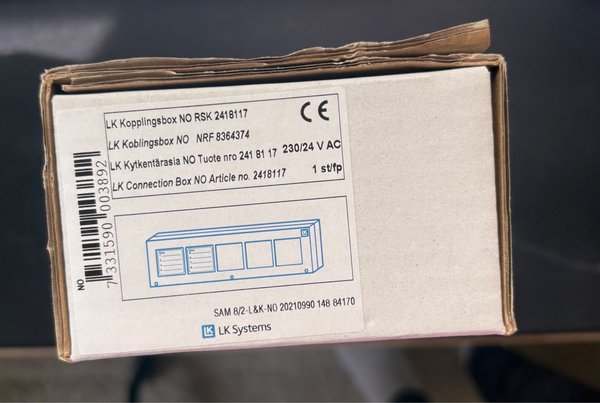 LK Kopplingsbox NO RSK 2418117
CE
LK Koblingsbox NO NRF 8364374
LK Kytkentärasia NO Tuote nro 241 81 17
230/24 V AC
LK Connection Box NO Article no. 2418117
1 st/fp
NO
7 331590 003892
LK
SAM 8/2-L&K-NO 20210990 148 84170
LK LK Systems